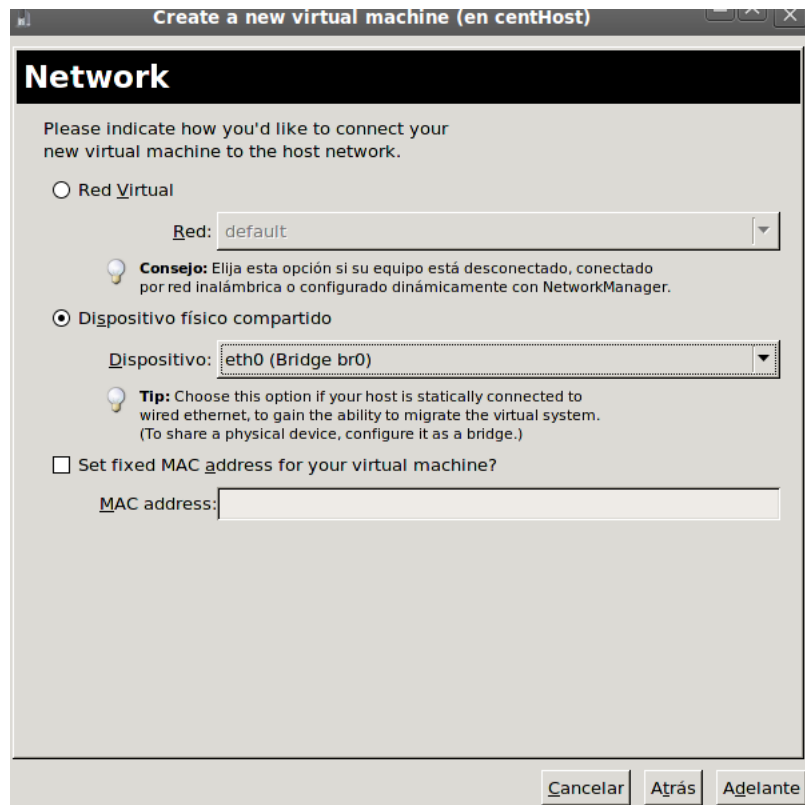 Create a new virtual machine (en centHost)
Network
Please indicate how you'd like to connect your
new virtual machine to the host network.
Red Virtual
Red: default
Consejo: Elija esta opción si su equipo está desconectado, conectado
por red inalámbrica o configurado dinámicamente con NetworkManager.
Dispositivo físico compartido
Dispositivo: eth0 (Bridge br0)
Tip: Choose this option if your host is statically connected to
wired ethernet, to gain the ability to migrate the virtual system.
(To share a physical device, configure it as a bridge.)
Set fixed MAC address for your virtual machine?
MAC address:
Cancelar Atrás Adelante